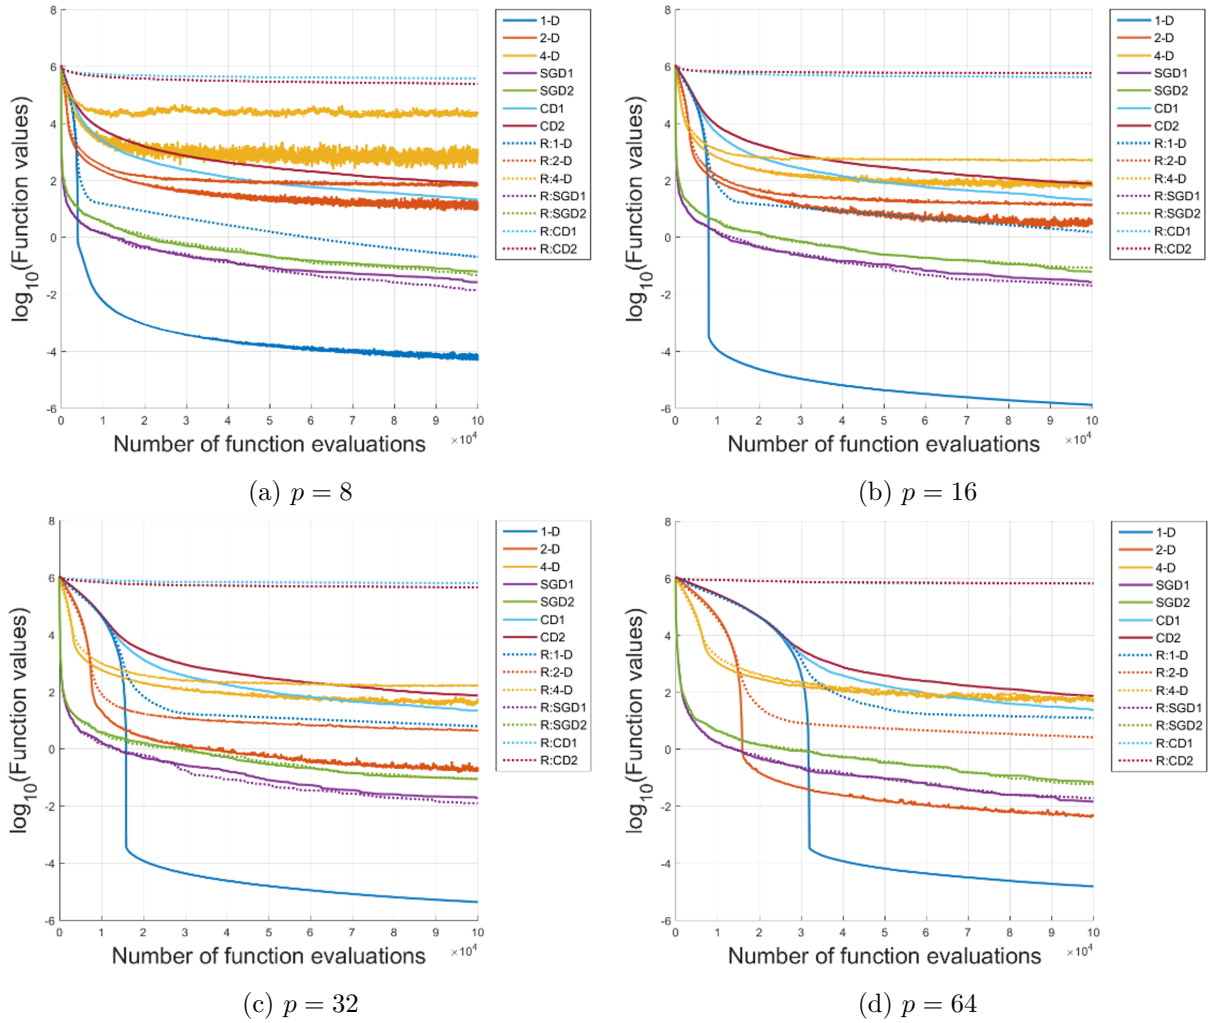 8
6
4
2
0
-2
-4
-6
log10(Function values)
0 1 2 3 4 5 6 7 8 9 10
×10^4
Number of function evaluations
1-D
2-D
4-D
SGD1
SGD2
CD1
CD2
R:1-D
R:2-D
R:4-D
R:SGD1
R:SGD2
R:CD1
R:CD2
(a) p = 8
8
6
4
2
0
-2
-4
-6
log10(Function values)
0 1 2 3 4 5 6 7 8 9 10
×10^4
Number of function evaluations
1-D
2-D
4-D
SGD1
SGD2
CD1
CD2
R:1-D
R:2-D
R:4-D
R:SGD1
R:SGD2
R:CD1
R:CD2
(b) p = 16
8
6
4
2
0
-2
-4
-6
log10(Function values)
0 1 2 3 4 5 6 7 8 9 10
×10^4
Number of function evaluations
1-D
2-D
4-D
SGD1
SGD2
CD1
CD2
R:1-D
R:2-D
R:4-D
R:SGD1
R:SGD2
R:CD1
R:CD2
(c) p = 32
8
6
4
2
0
-2
-4
-6
log10(Function values)
0 1 2 3 4 5 6 7 8 9 10
×10^4
Number of function evaluations
1-D
2-D
4-D
SGD1
SGD2
CD1
CD2
R:1-D
R:2-D
R:4-D
R:SGD1
R:SGD2
R:CD1
R:CD2
(d) p = 64